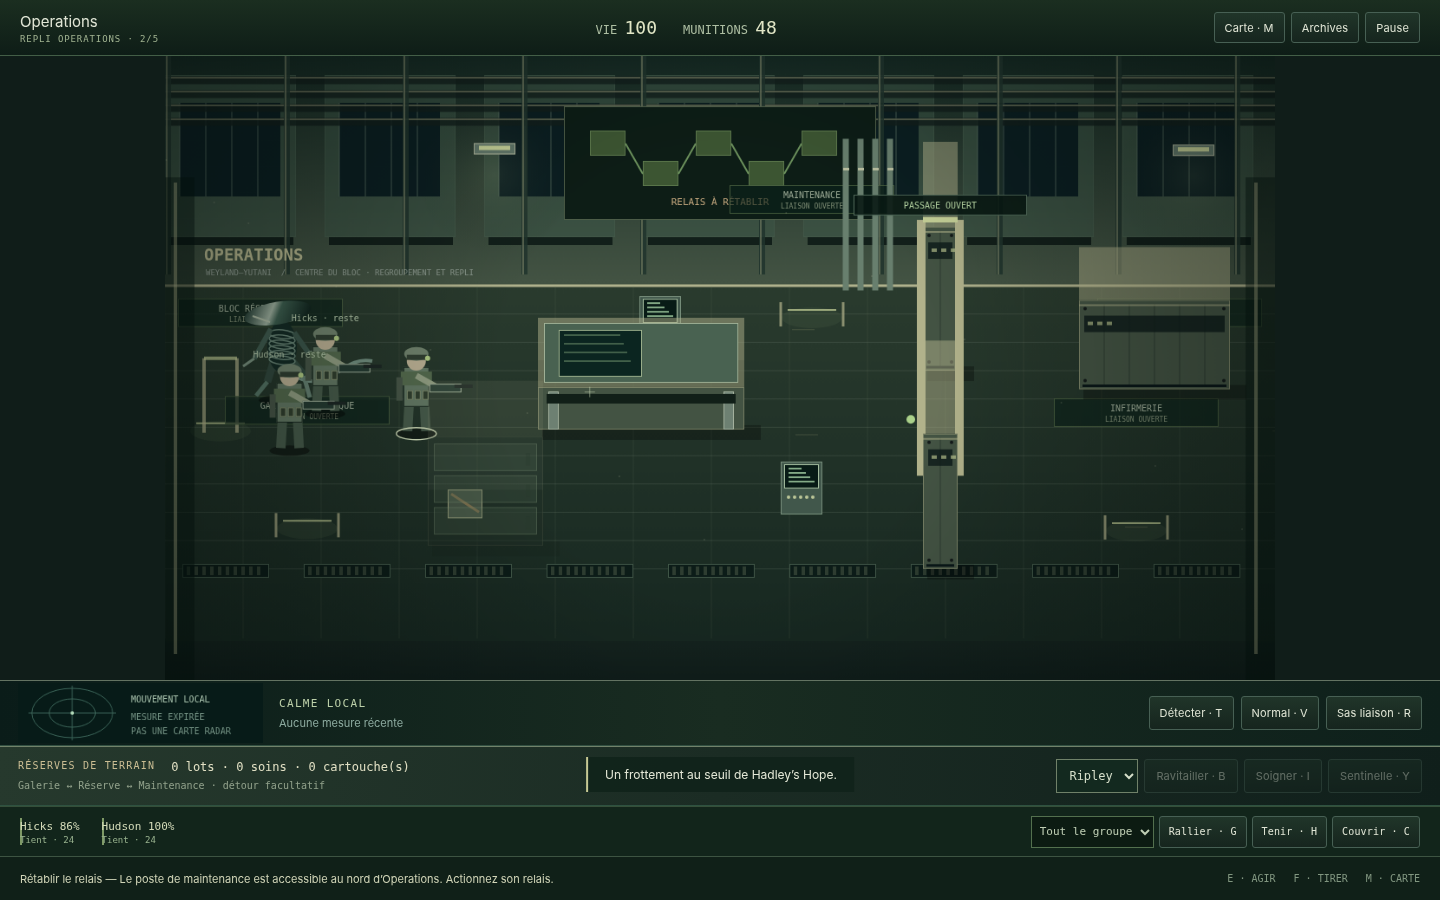 Operations
REPLI OPERATIONS · 2/5
VIE 100 MUNITIONS 48
Carte · M
Archives
Pause
RELAIS À RÉTABLIR
MAINTENANCE
LIAISON OUVERTE
PASSAGE OUVERT
OPERATIONS
WEYLAND-YUTANI / CENTRE DU BLOC · REGROUPEMENT ET REPLI
BLOC
Hicks · reste
Hudson · reste
OUVERTE
INFIRMERIE
LIAISON OUVERTE
MOUVEMENT LOCAL
MESURE EXPIRÉE
PAS UNE CARTE RADAR
CALME LOCAL
Aucune mesure récente
Détecter · T
Normal · V
Sas liaison · R
RÉSERVES DE TERRAIN 0 lots · 0 soins · 0 cartouche(s)
Galerie ↔ Réserve ↔ Maintenance · détour facultatif
Un frottement au seuil de Hadley’s Hope.
Ripley
Ravitailler · B
Soigner · I
Sentinelle · Y
Hicks 86%
Tient · 24
Hudson 100%
Tient · 24
Tout le groupe
Rallier · G
Tenir · H
Couvrir · C
Rétablir le relais — Le poste de maintenance est accessible au nord d’Operations. Actionnez son relais.
E · AGIR F · TIRER M · CARTE